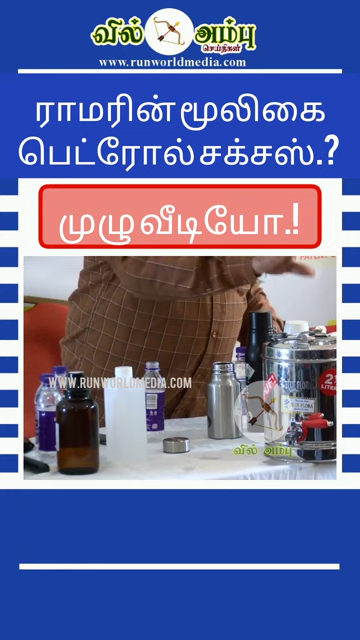 வில் அம்பு
செய்திகள்
www.runworldmedia.com
ராமரின் மூலிகை
பெட்ரோல் சக்சஸ்.?
முழு வீடியோ.!
WWW.RUNWORLDMEDIA.COM
வில் அம்பு